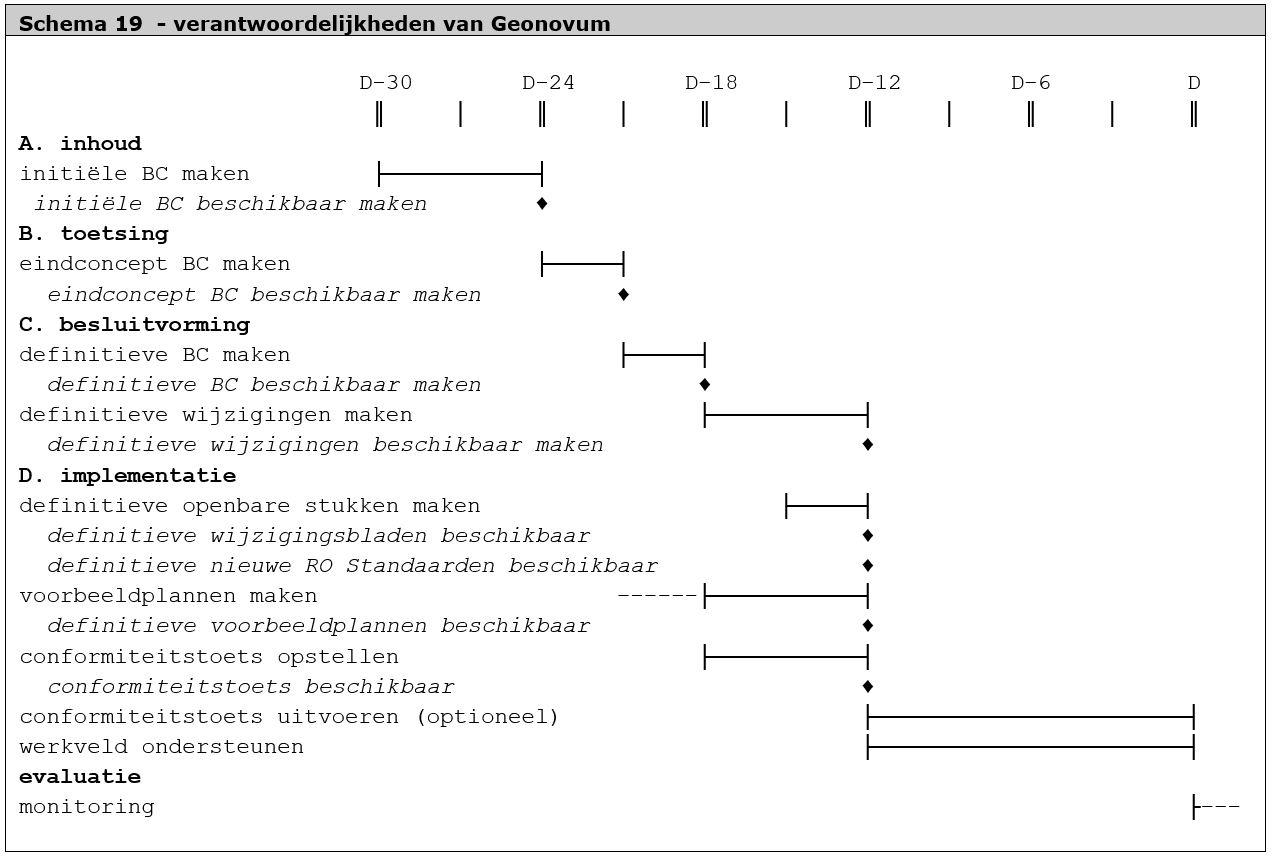 Schema 19 - verantwoordelijkheden van Geonovum
D-30 D-24 D-18 D-12 D-6 D
A. inhoud
initiële BC maken
initiële BC beschikbaar maken
B. toetsing
eindconcept BC maken
eindconcept BC beschikbaar maken
C. besluitvorming
definitieve BC maken
definitieve BC beschikbaar maken
definitieve wijzigingen maken
definitieve wijzigingen beschikbaar maken
D. implementatie
definitieve openbare stukken maken
definitieve wijzigingsbladen beschikbaar
definitieve nieuwe RO Standaarden beschikbaar
voorbeeldplannen maken
definitieve voorbeeldplannen beschikbaar
conformiteitstoets opstellen
conformiteitstoets beschikbaar
conformiteitstoets uitvoeren (optioneel)
werkveld ondersteunen
evaluatie
monitoring